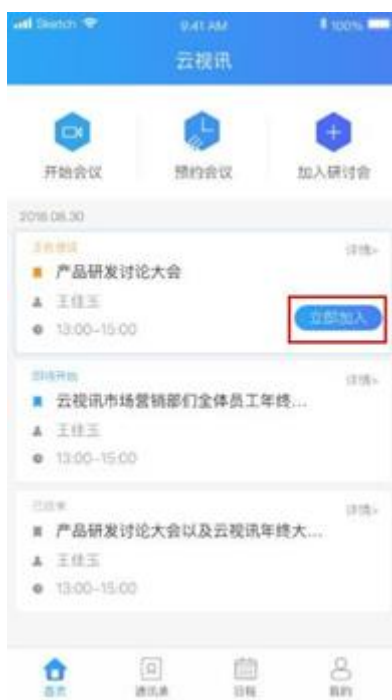 Sketch 9:41 AM 100%
云视讯
开始会议 预约会议 加入研讨会
2018.08.30
详情>
产品研发讨论大会
王佳玉
立即加入
13:00-15:00
即将开始 详情>
云视讯市场营销部们全体员工年终...
王佳玉
13:00-15:00
已结束 详情>
产品研发讨论大会以及云视讯年终大...
王佳玉
13:00-15:00
首页 通讯录 日程 我的